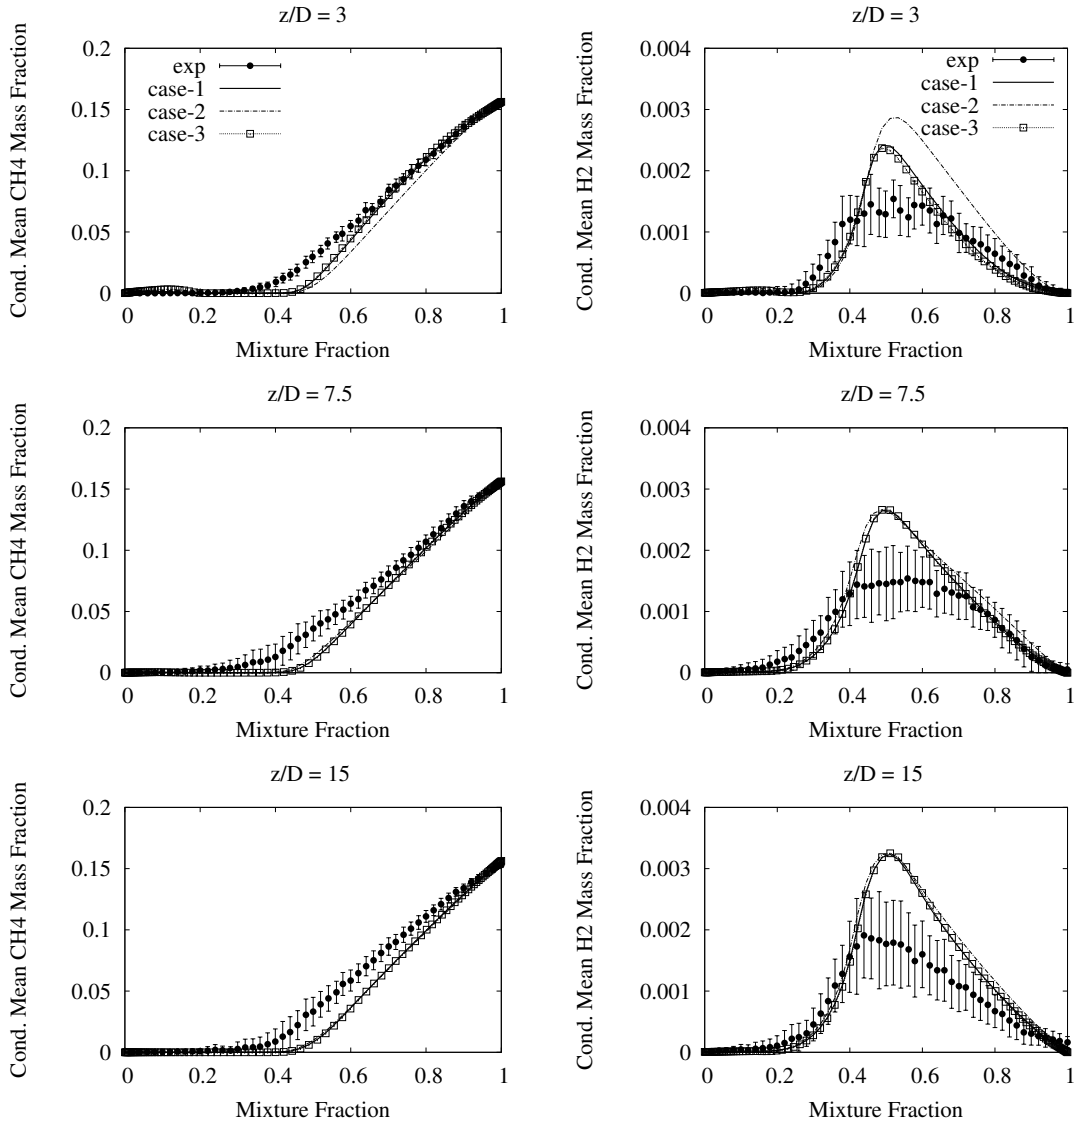 z/D = 3
Cond. Mean CH4 Mass Fraction
0.2
0.15
0.1
0.05
0
exp
case-1
case-2
case-3
0 0.2 0.4 0.6 0.8 1
Mixture Fraction
z/D = 3
Cond. Mean H2 Mass Fraction
0.004
0.003
0.002
0.001
0
exp
case-1
case-2
case-3
0 0.2 0.4 0.6 0.8 1
Mixture Fraction
z/D = 7.5
Cond. Mean CH4 Mass Fraction
0.2
0.15
0.1
0.05
0
0 0.2 0.4 0.6 0.8 1
Mixture Fraction
z/D = 7.5
Cond. Mean H2 Mass Fraction
0.004
0.003
0.002
0.001
0
0 0.2 0.4 0.6 0.8 1
Mixture Fraction
z/D = 15
Cond. Mean CH4 Mass Fraction
0.2
0.15
0.1
0.05
0
0 0.2 0.4 0.6 0.8 1
Mixture Fraction
z/D = 15
Cond. Mean H2 Mass Fraction
0.004
0.003
0.002
0.001
0
0 0.2 0.4 0.6 0.8 1
Mixture Fraction